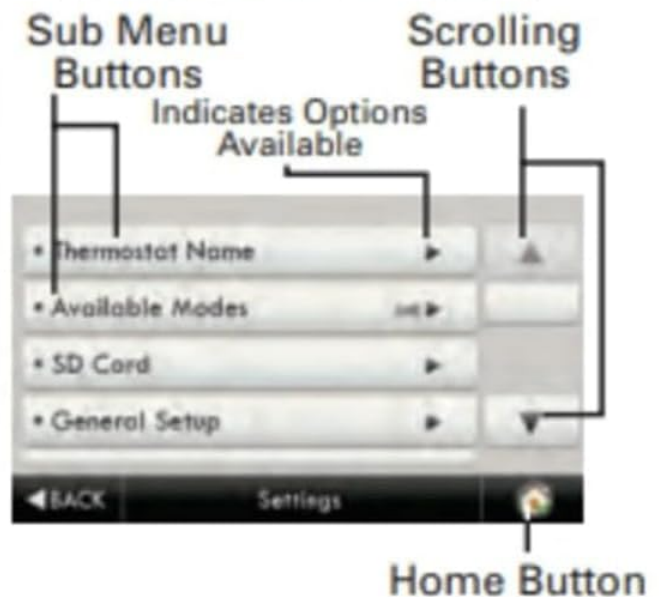 Sub Menu
Buttons
Scrolling
Buttons
Indicates Options
Available
• Thermostat Name
• Available Modes
• SD Card
• General Setup
BACK
Settings
Home Button